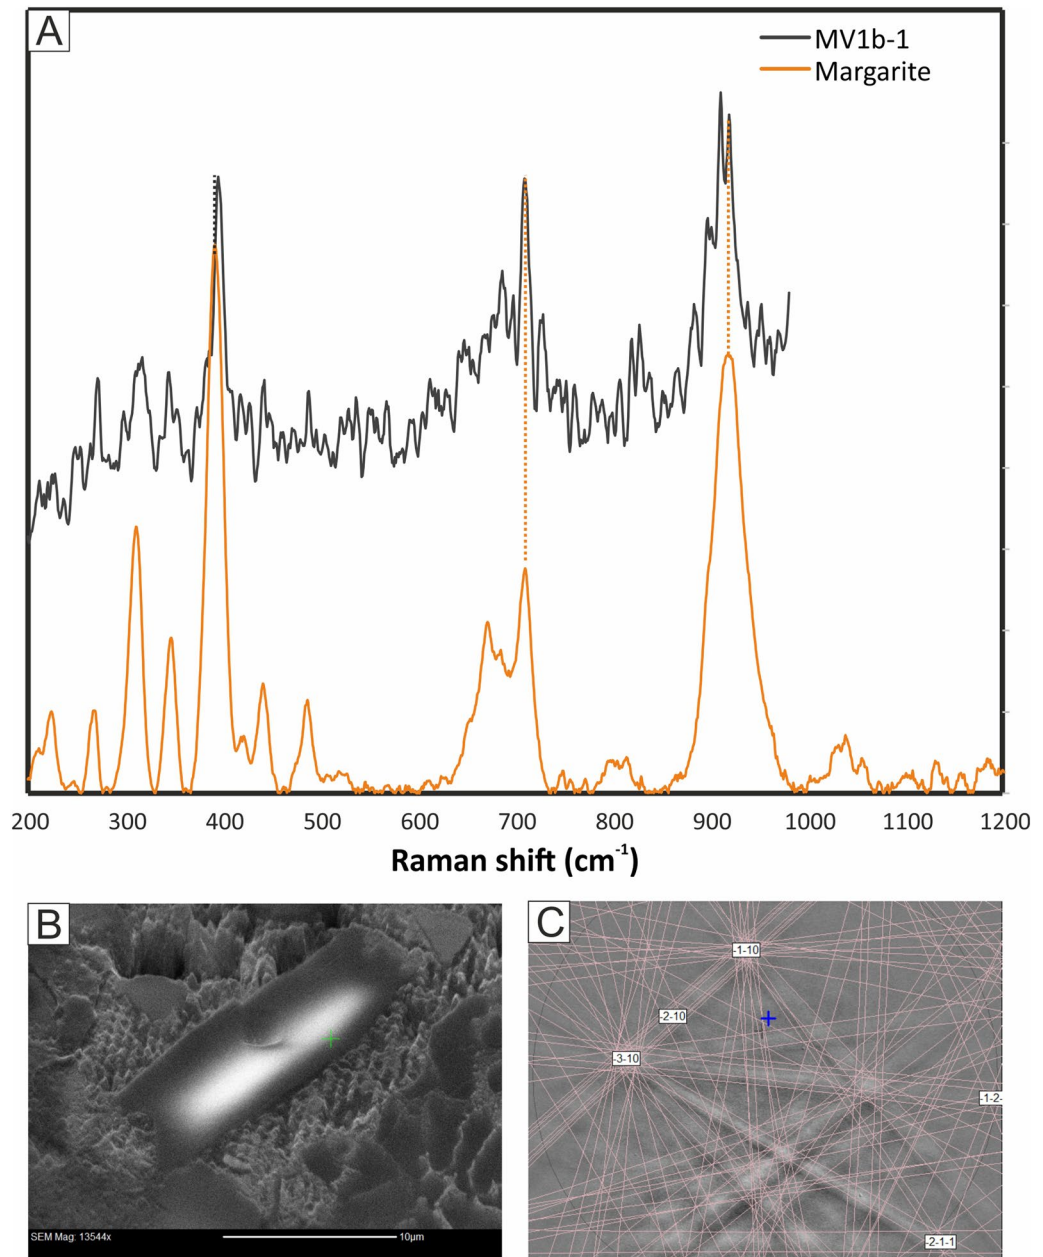 A
MV1b-1
Margarite
200 300 400 500 600 700 800 900 1000 1100 1200
Raman shift (cm⁻¹)
B
SEM Mag: 13544x 10µm
C
-1-10
-2-10
-3-10
-1-2-
-2-1-1